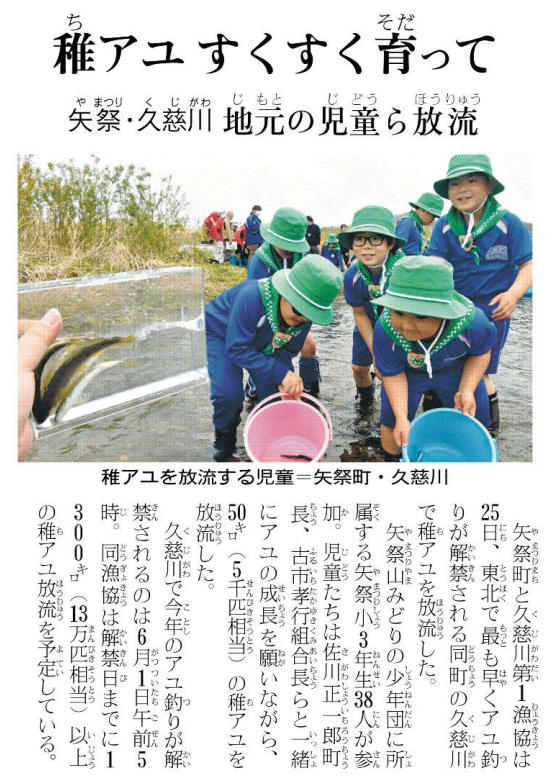 稚アユ すくすく育って
矢祭・久慈川 地元の児童ら放流
稚アユを放流する児童＝矢祭町・久慈川
矢祭町と久慈川第1漁協は
25日、東北で最も早くアユ釣
りが解禁される同町の久慈川
で稚アユを放流した。
矢祭山みどりの少年団に所
属する矢祭小3年生38人が参
加。児童たちは佐川正一郎町
長、古市孝行組合長らと一緒
にアユの成長を願いながら、
50㌔（5千匹相当）の稚アユを
放流した。
久慈川で今年のアユ釣りが解
禁されるのは6月1日午前5
時。同漁協は解禁日までに1
300㌔（13万匹相当）以上
の稚アユ放流を予定している。